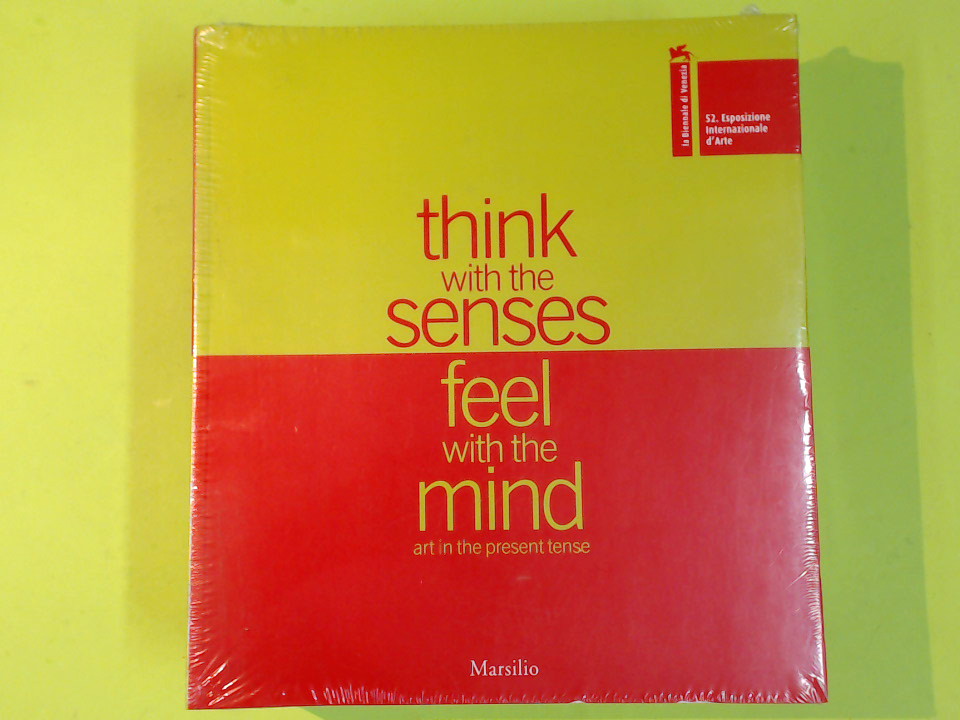 la Biennale di Venezia
52. Esposizione
Internazionale
d'Arte
think
with the
senses
feel
with the
mind
art in the present tense
Marsilio